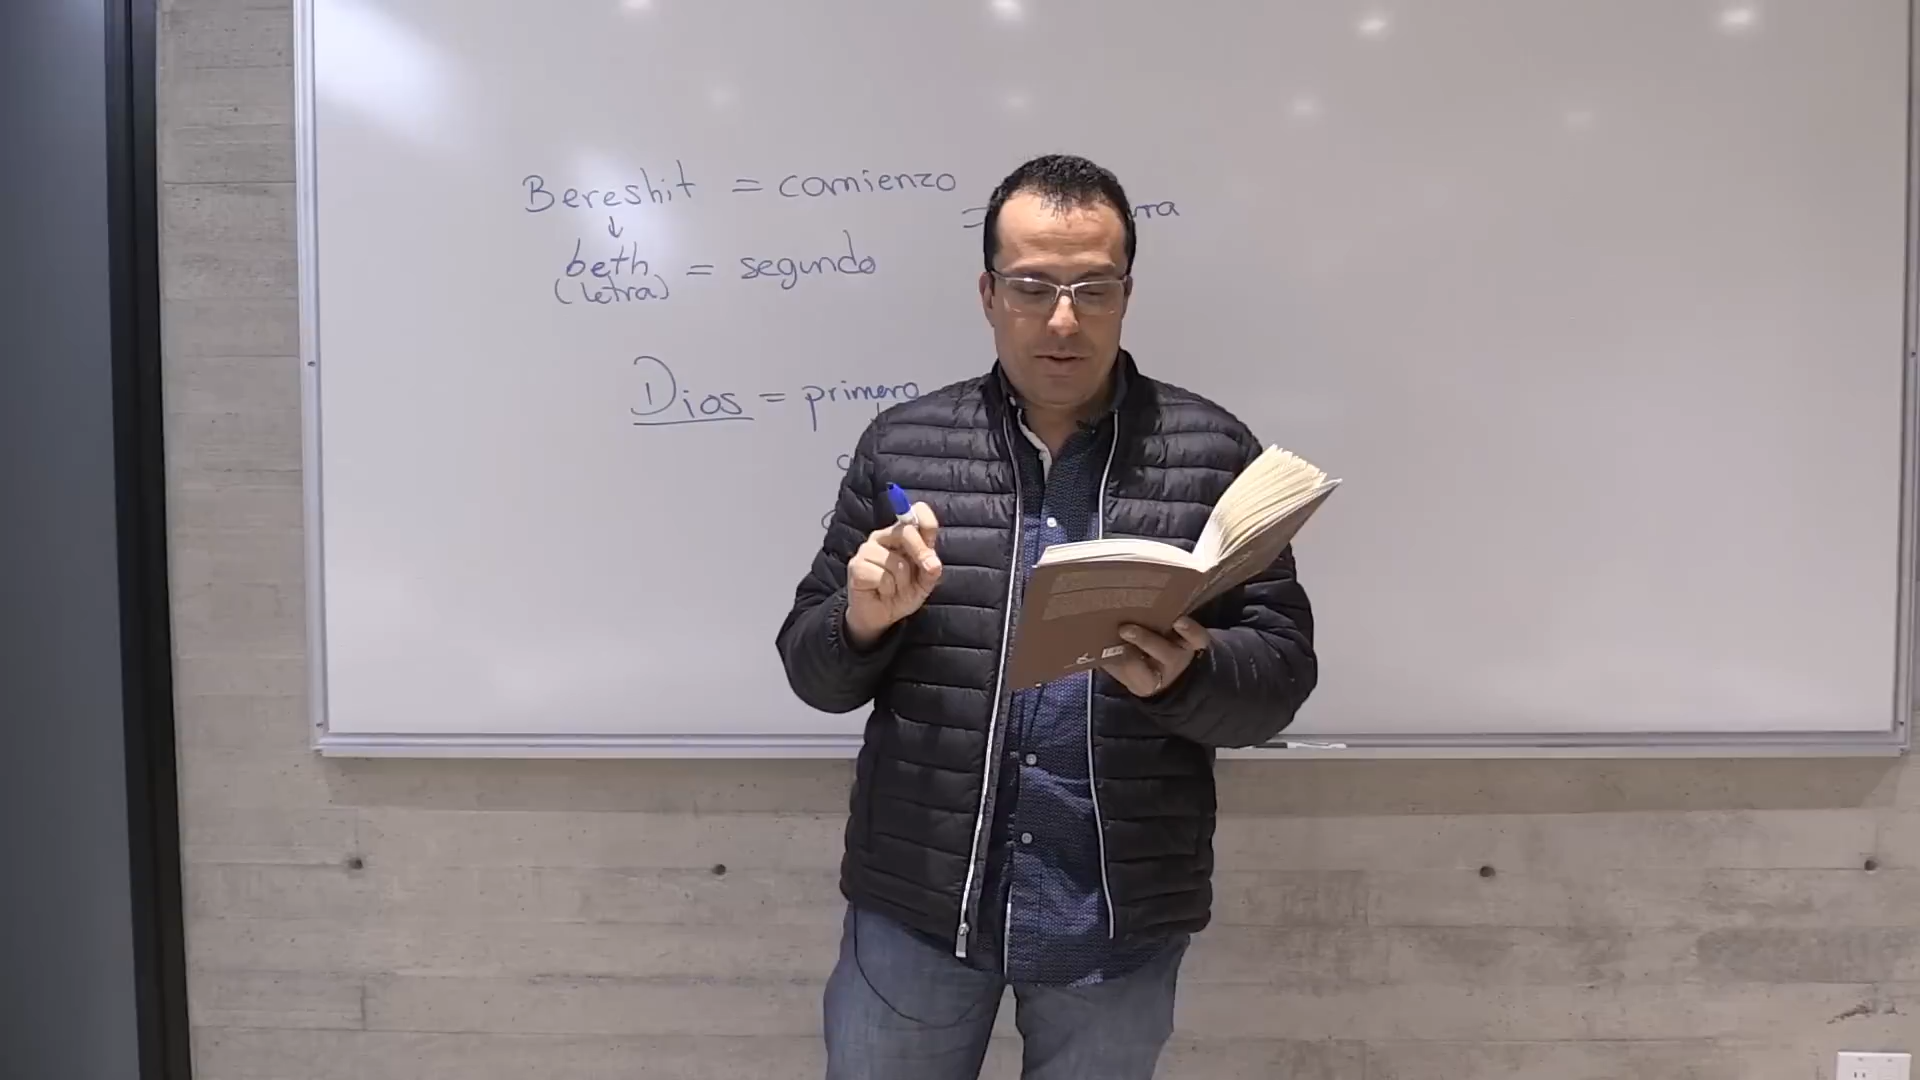 Bereshit = comienzo
=
↓
beth = segundo
(letra)
Dios = primero